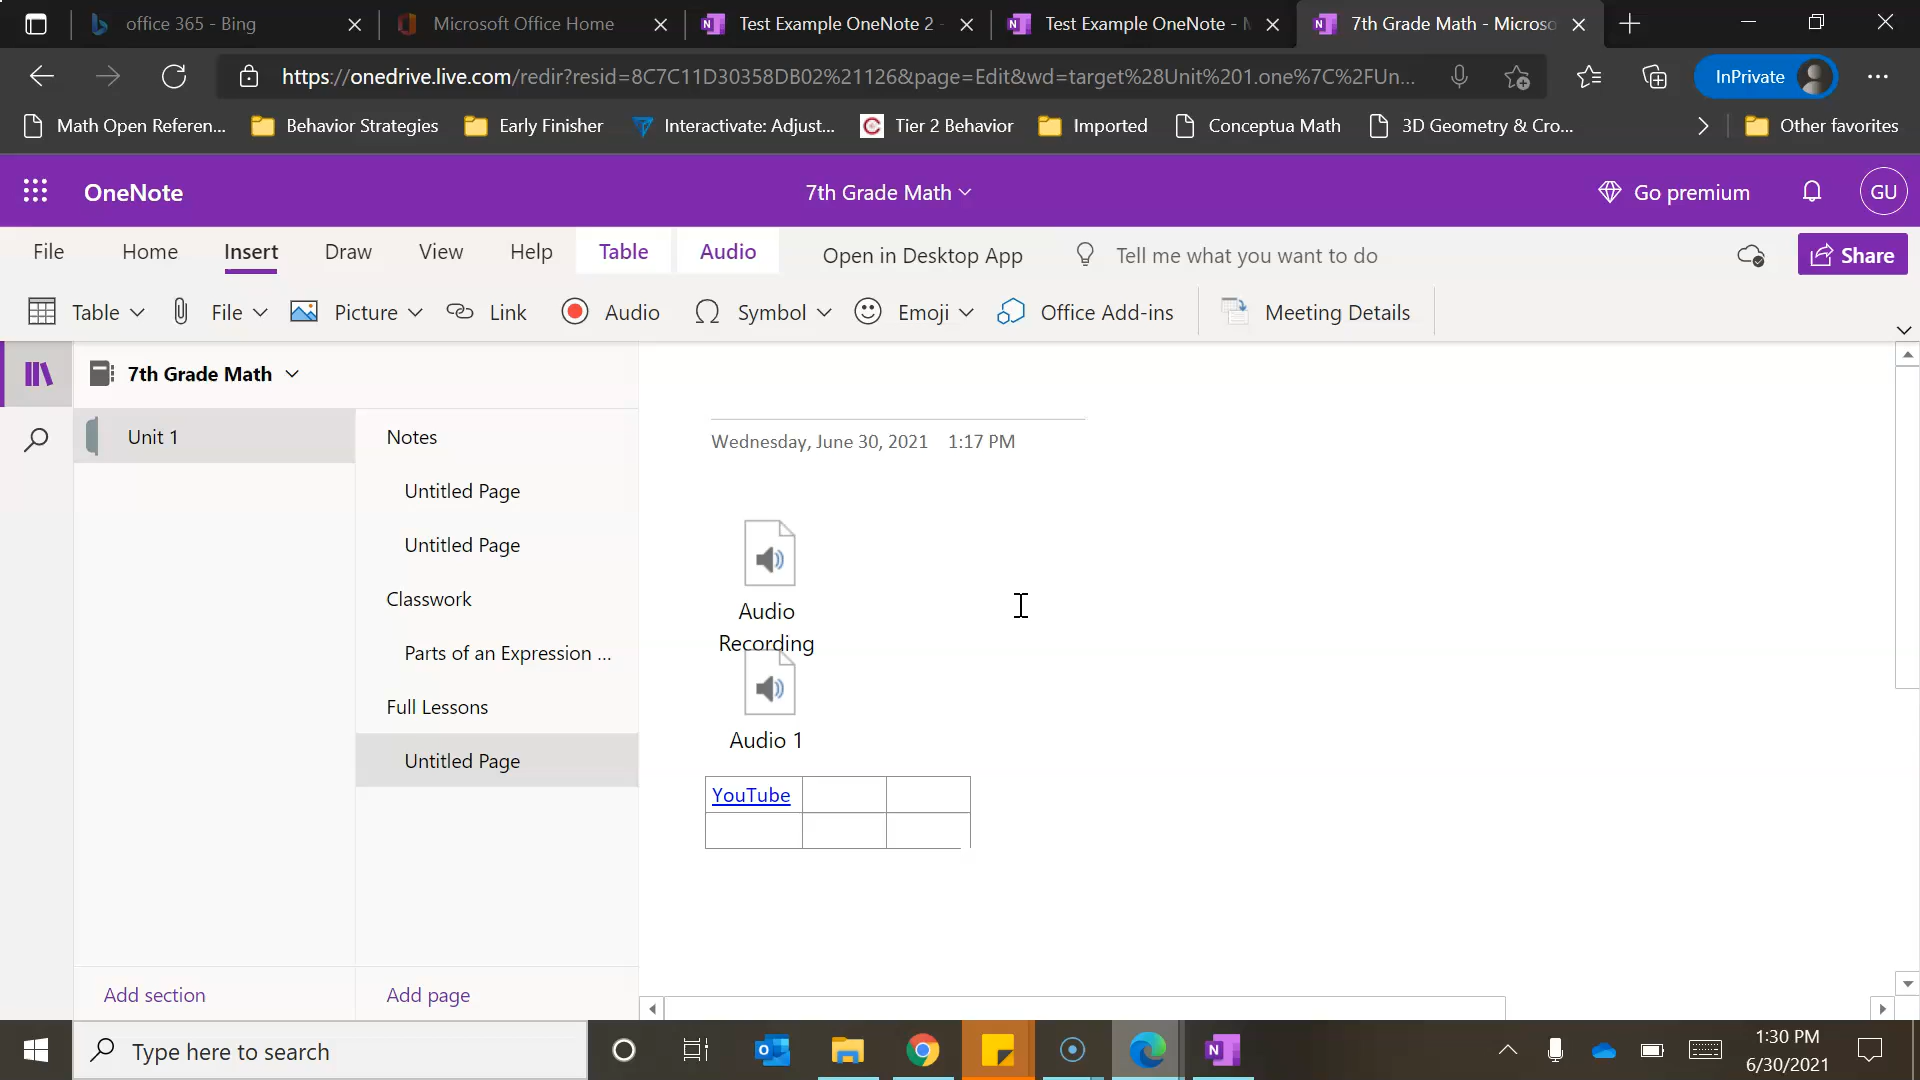 office 365 - Bing
Microsoft Office Home
Test Example OneNote 2 -
Test Example OneNote -
7th Grade Math - Microso
https://onedrive.live.com/redir?resid=8C7C11D30358DB02%21126&page=Edit&wd=target%28Unit%201.one%7C%2FUn...
InPrivate
Math Open Referen...
Behavior Strategies
Early Finisher
Interactivate: Adjust...
Tier 2 Behavior
Imported
Conceptua Math
3D Geometry & Cro...
Other favorites
OneNote
7th Grade Math
Go premium
GU
File
Home
Insert
Draw
View
Help
Table
Audio
Open in Desktop App
Tell me what you want to do
Share
Table
File
Picture
Link
Audio
Symbol
Emoji
Office Add-ins
Meeting Details
7th Grade Math
Unit 1
Notes
Untitled Page
Untitled Page
Classwork
Parts of an Expression ...
Full Lessons
Untitled Page
Add section
Add page
Wednesday, June 30, 2021 1:17 PM
Audio
Recording
Audio 1
YouTube
Type here to search
1:30 PM
6/30/2021